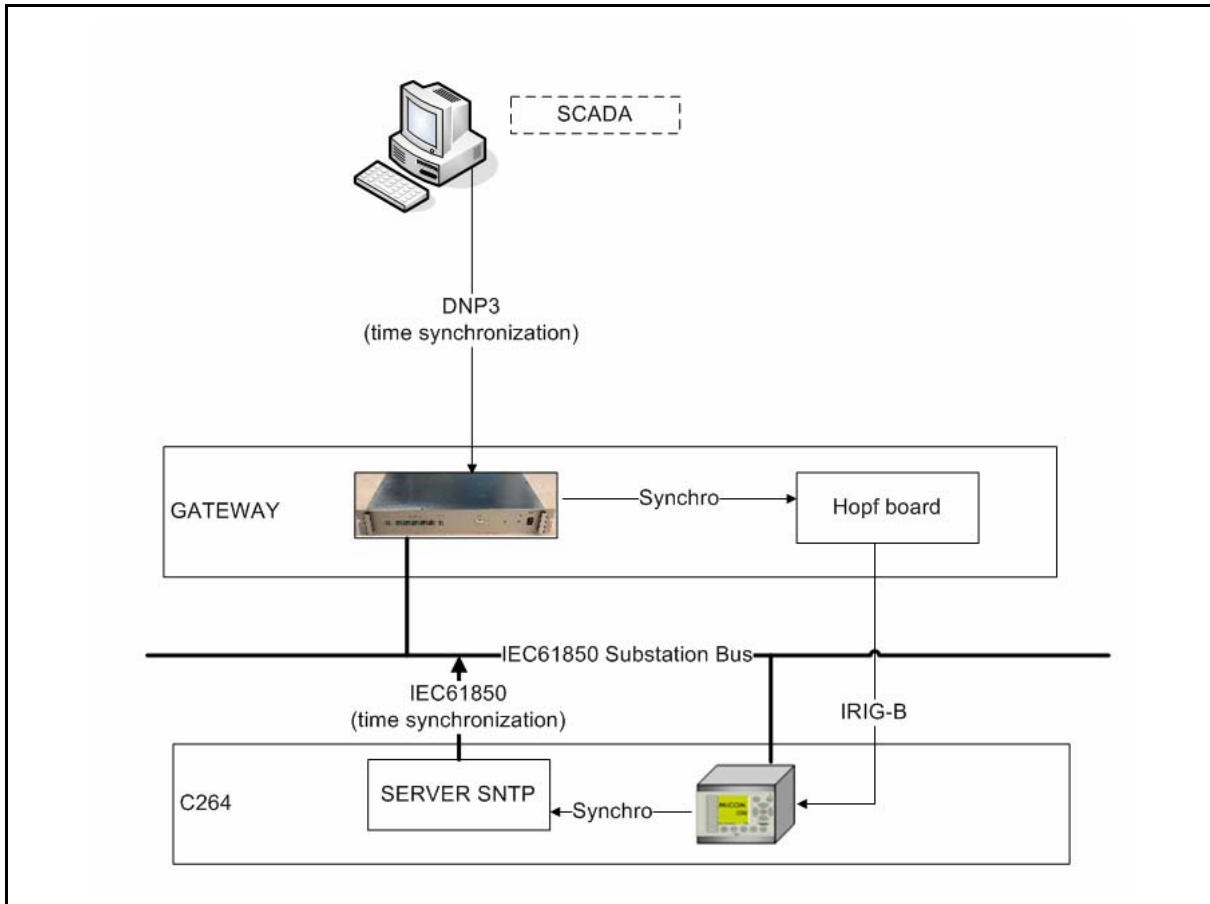 SCADA
DNP3
(time synchronization)
GATEWAY
Synchro
Hopf board
IEC61850 Substation Bus
IEC61850
(time synchronization)
IRIG-B
C264
SERVER SNTP
Synchro
MiCOM